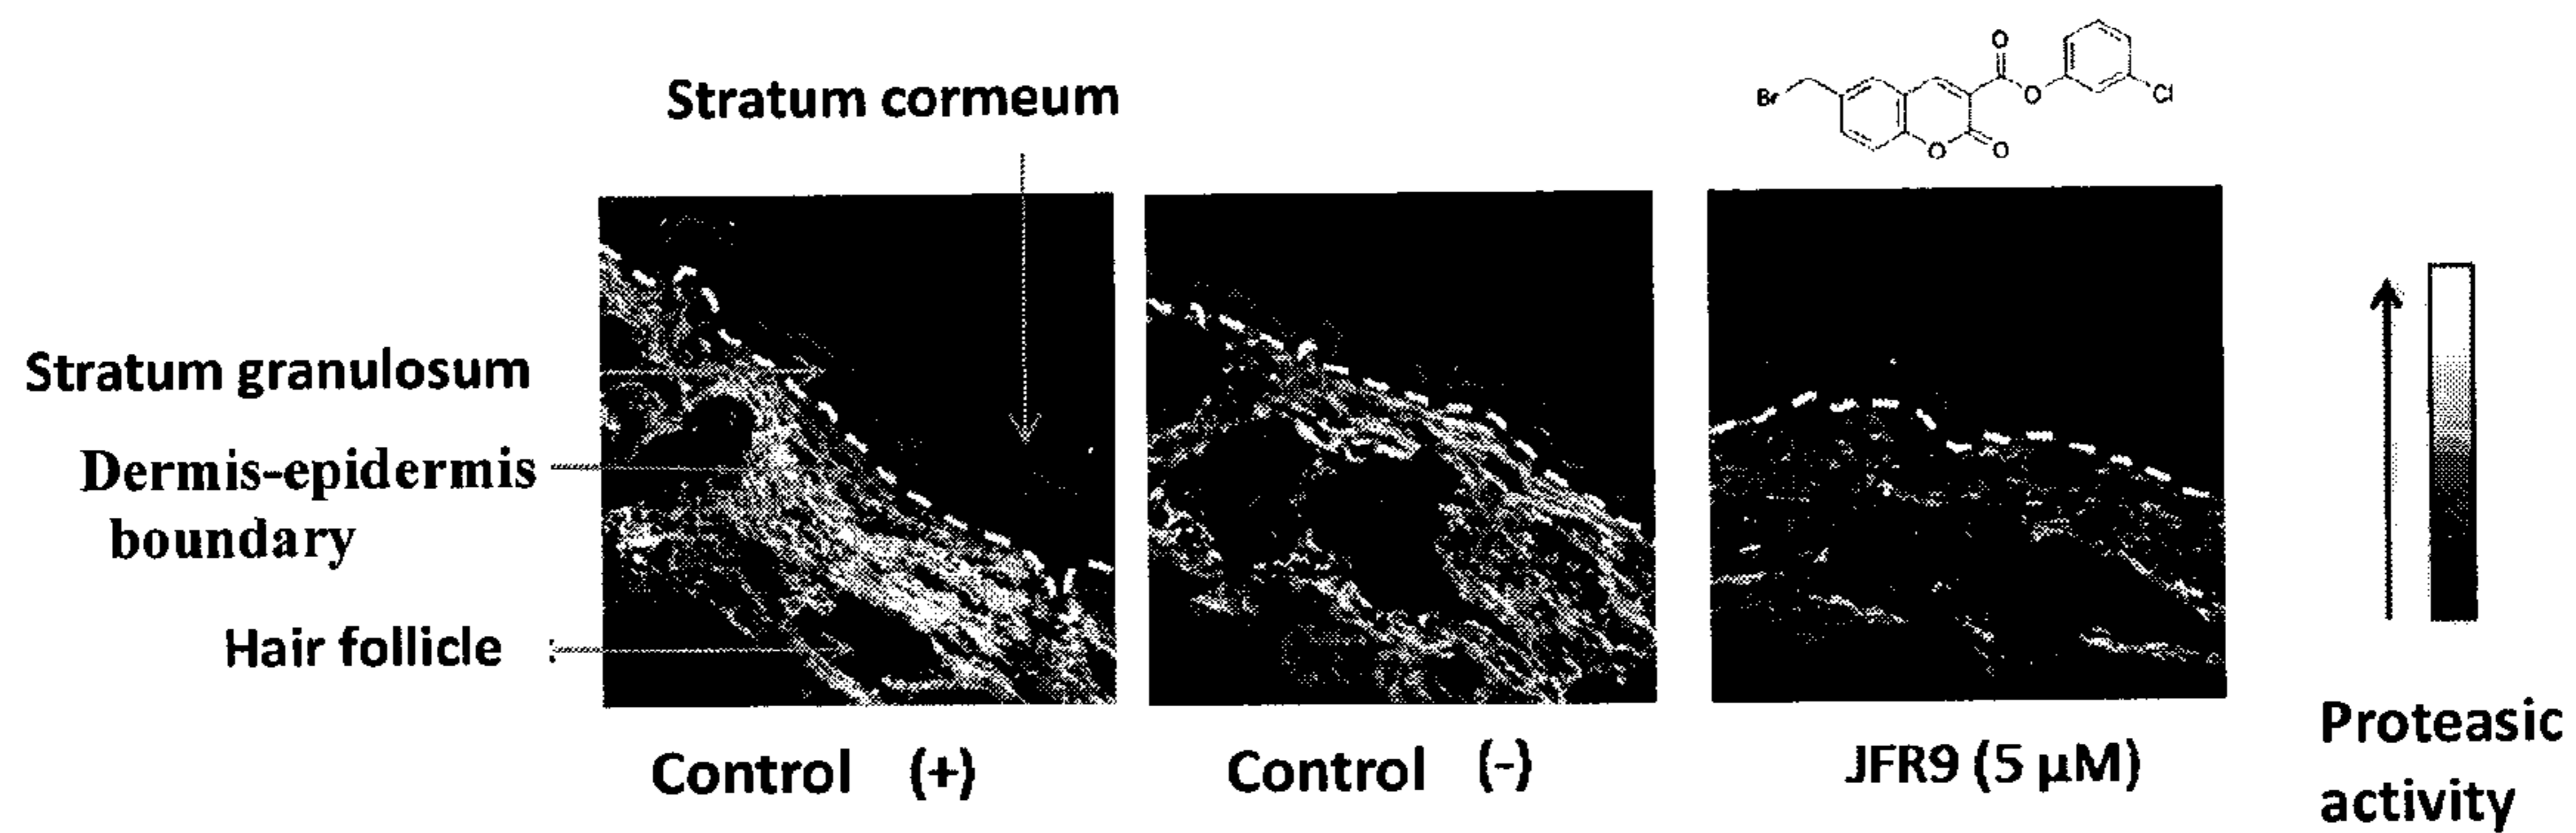 O
O
Br
O
Cl
O
O
Stratum cormeum
Stratum granulosum
Dermis-epidermis
boundary
Hair follicle
Control (+)
Control (-)
JFR9 (5 µM)
Proteasic
activity